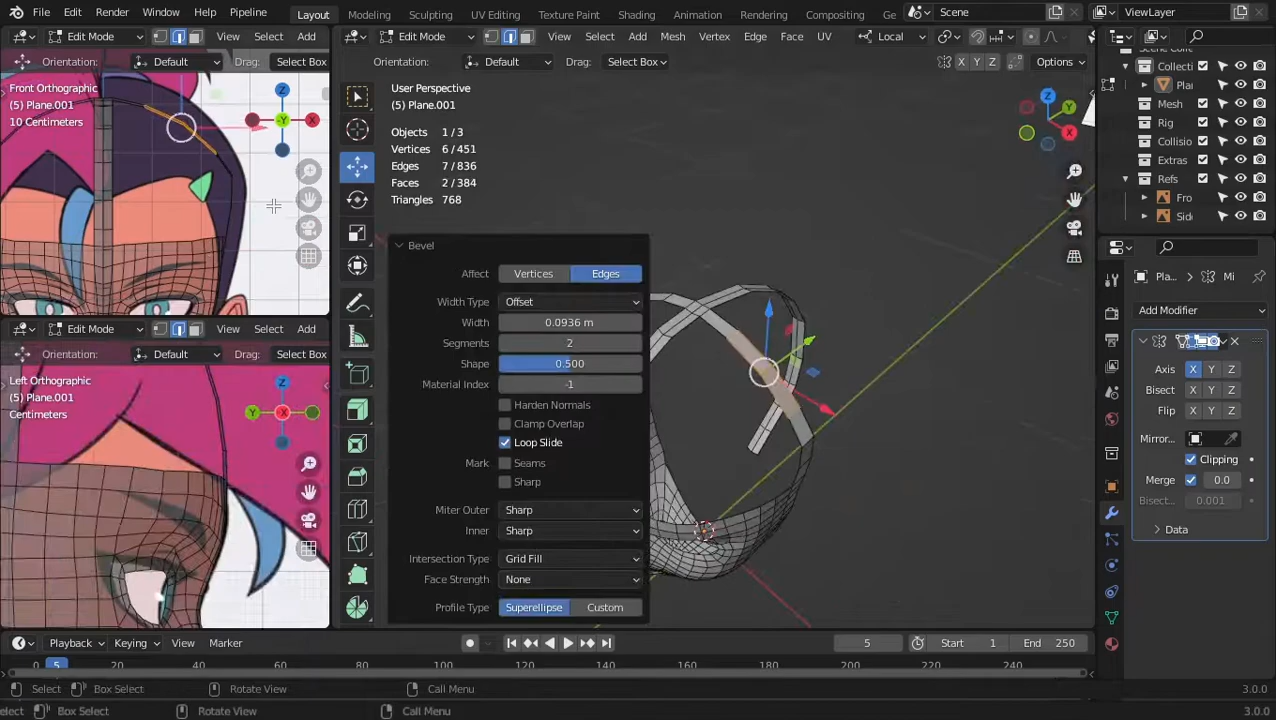 File Edit Render Window Help Pipeline Layout Modeling Sculpting UV Editing Texture Paint Shading Animation Rendering Compositing Ge Scene ViewLayer
Edit Mode View Select Add
Edit Mode View Select Add Mesh Vertex Edge Face UV Local
Orientation: Default Drag: Select Box
Orientation: Default Drag: Select Box X Y Z Options
Front Orthographic
(5) Plane.001
10 Centimeters
User Perspective
(5) Plane.001
Objects 1 / 3
Vertices 6 / 451
Edges 7 / 836
Faces 2 / 384
Triangles 768
Bevel
Affect Vertices Edges
Width Type Offset
Width 0.0936 m
Segments 2
Shape 0.500
Material Index -1
Harden Normals
Clamp Overlap
Loop Slide
Mark Seams
Sharp
Miter Outer Sharp
Inner Sharp
Intersection Type Grid Fill
Face Strength None
Profile Type Superellipse Custom
Edit Mode View Select Add
Orientation: Default Drag: Select Box
Left Orthographic
(5) Plane.001
Centimeters
Scene Collec
Collecti
Pla
Mesh
Rig
Collisio
Extras
Refs
Fro
Sid
Pla... Mi
Add Modifier
Axis X Y Z
Bisect X Y Z
Flip X Y Z
Mirror...
Clipping
Merge 0.0
Bisect... 0.001
Data
Playback Keying View Marker 5 Start 1 End 250
0 5 20 40 60 80 100 120 140 160 180 200 220 240
Select Box Select Rotate View Call Menu 3.0.0
elect Box Select Rotate View Call Menu 3.0.0